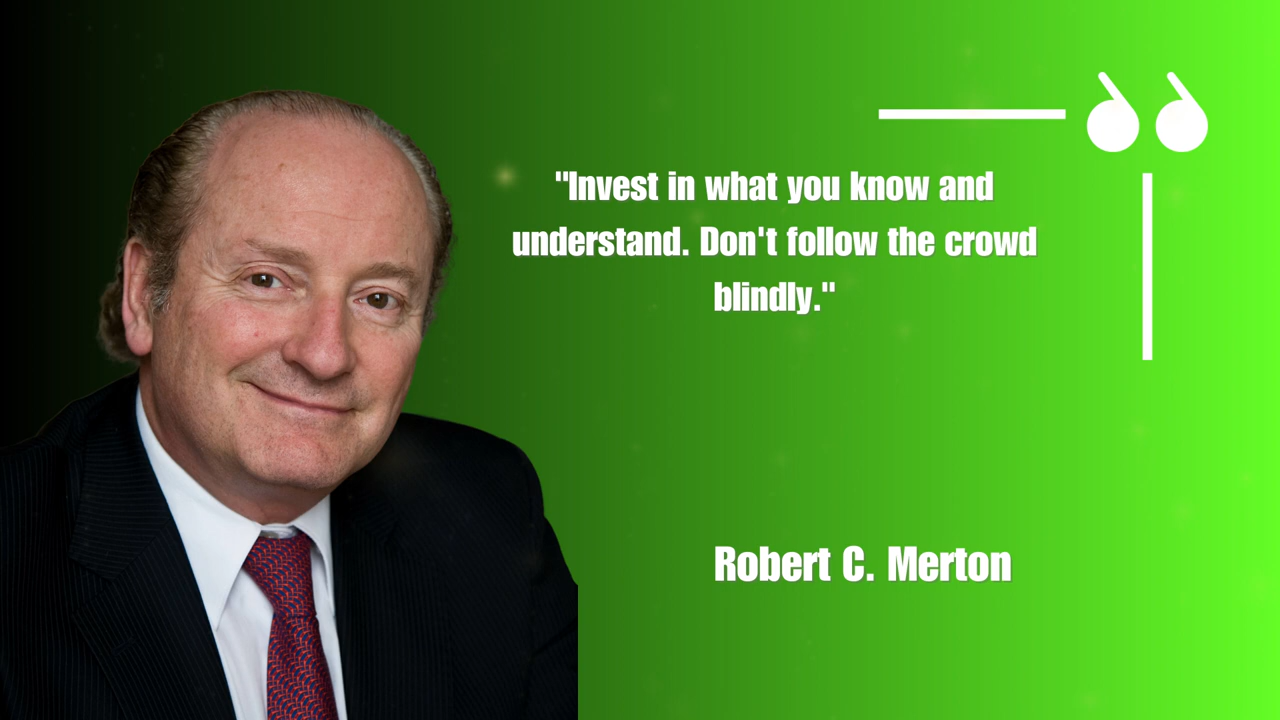 "Invest in what you know and
understand. Don't follow the crowd
blindly."
Robert C. Merton